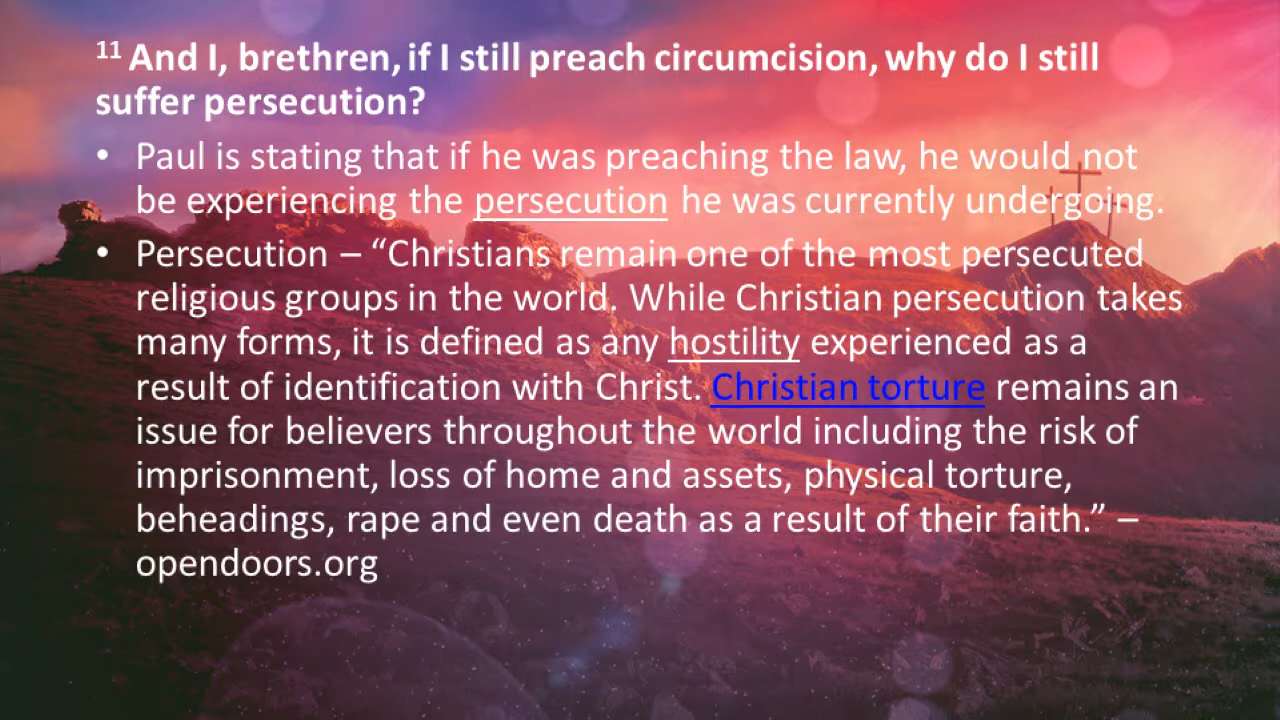 11 And I, brethren, if I still preach circumcision, why do I still
suffer persecution?
• Paul is stating that if he was preaching the law, he would not
be experiencing the persecution he was currently undergoing.
• Persecution – “Christians remain one of the most persecuted
religious groups in the world. While Christian persecution takes
many forms, it is defined as any hostility experienced as a
result of identification with Christ. Christian torture remains an
issue for believers throughout the world including the risk of
imprisonment, loss of home and assets, physical torture,
beheadings, rape and even death as a result of their faith.” –
opendoors.org